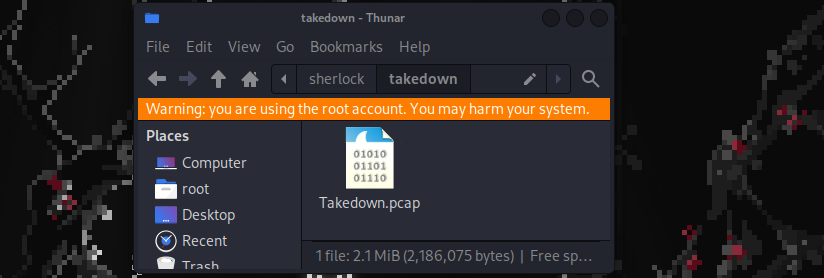 takedown - Thunar
File Edit View Go Bookmarks Help
sherlock takedown
Warning: you are using the root account. You may harm your system.
Places
Computer
root
Desktop
Recent
Trash
01010
01101
01110
Takedown.pcap
1 file: 2.1 MiB (2,186,075 bytes) | Free sp…